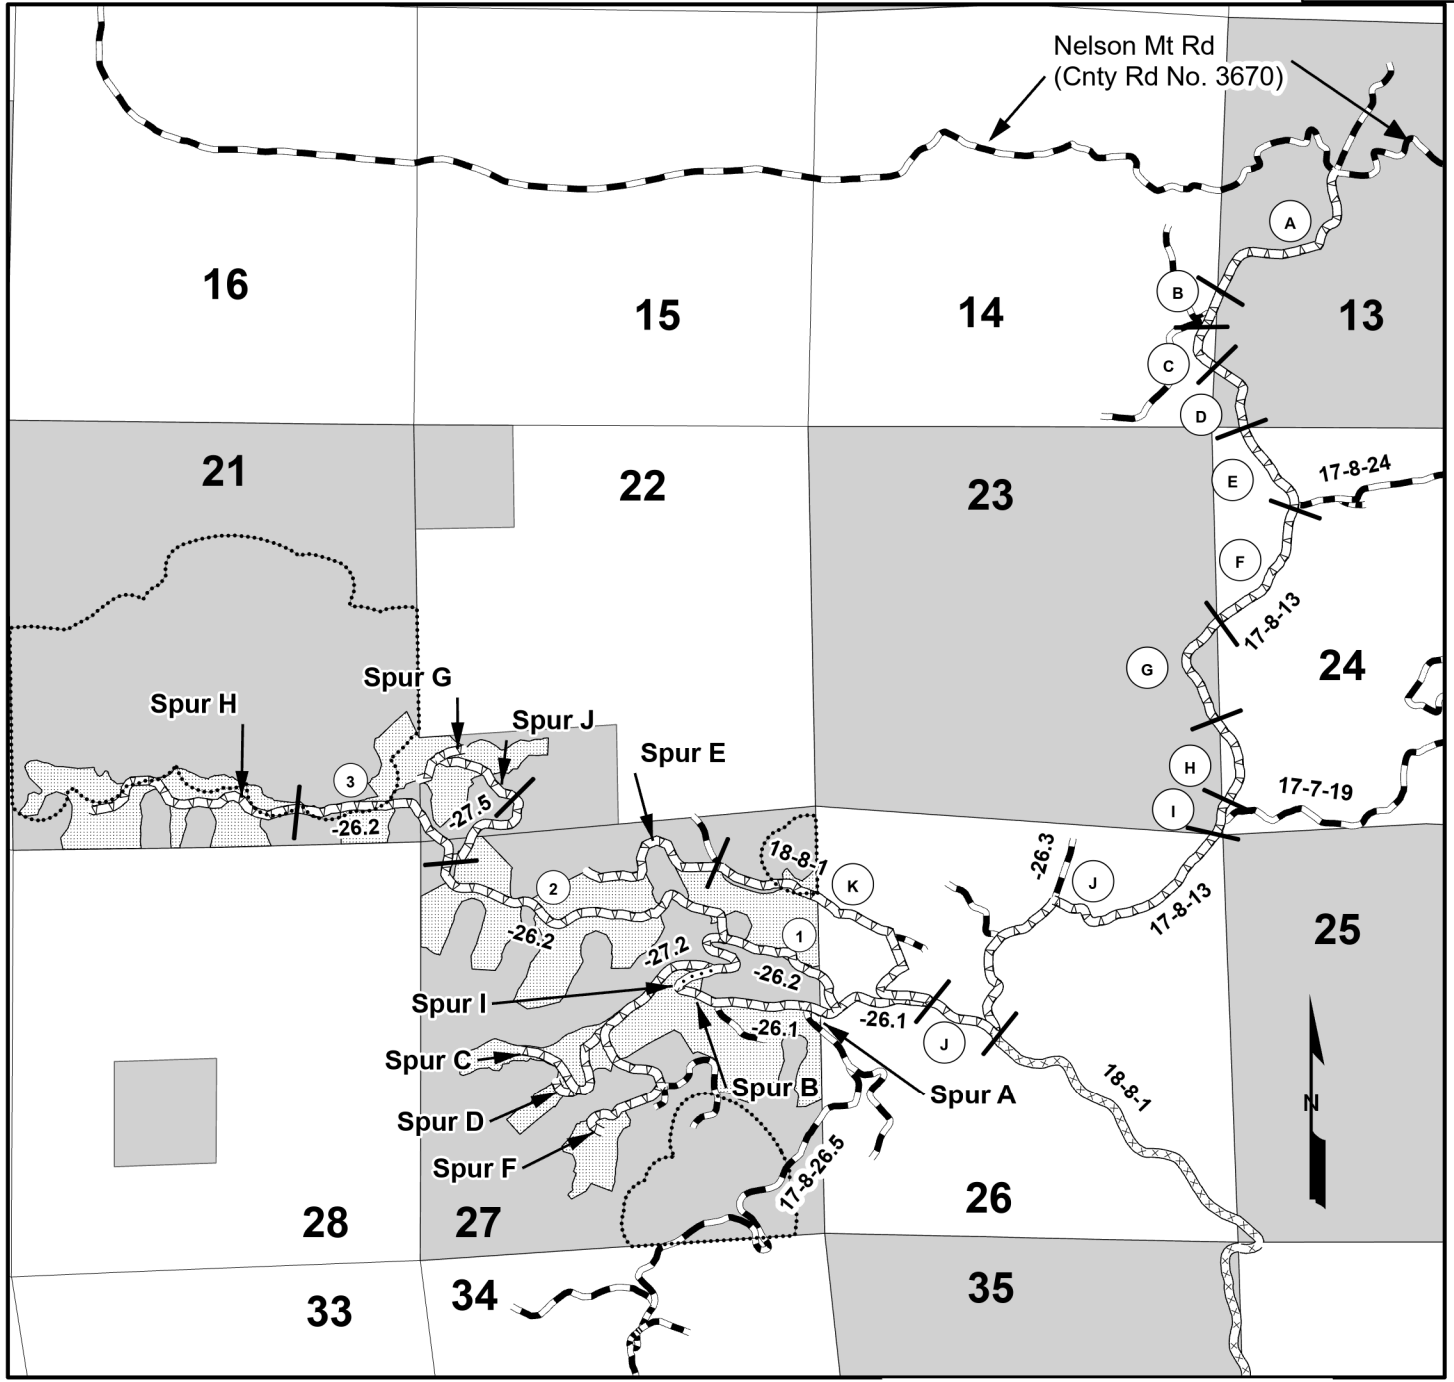 Nelson Mt Rd
(Cnty Rd No. 3670)
A
16
15
14
13
B
C
D
21
22
23
17-8-24
E
F
17-8-13
24
G
Spur G
Spur H
Spur J
Spur E
H
3
17-7-19
I
-27.5
-26.2
18-8-1
-26.3
K
J
2
17-8-13
25
-26.2
1
-27.2
-26.2
Spur I
-26.1
-26.1
J
Spur C
Spur B
Spur A
18-8-1
N
Spur D
Spur F
17-8-26.5
26
28
27
35
34
33